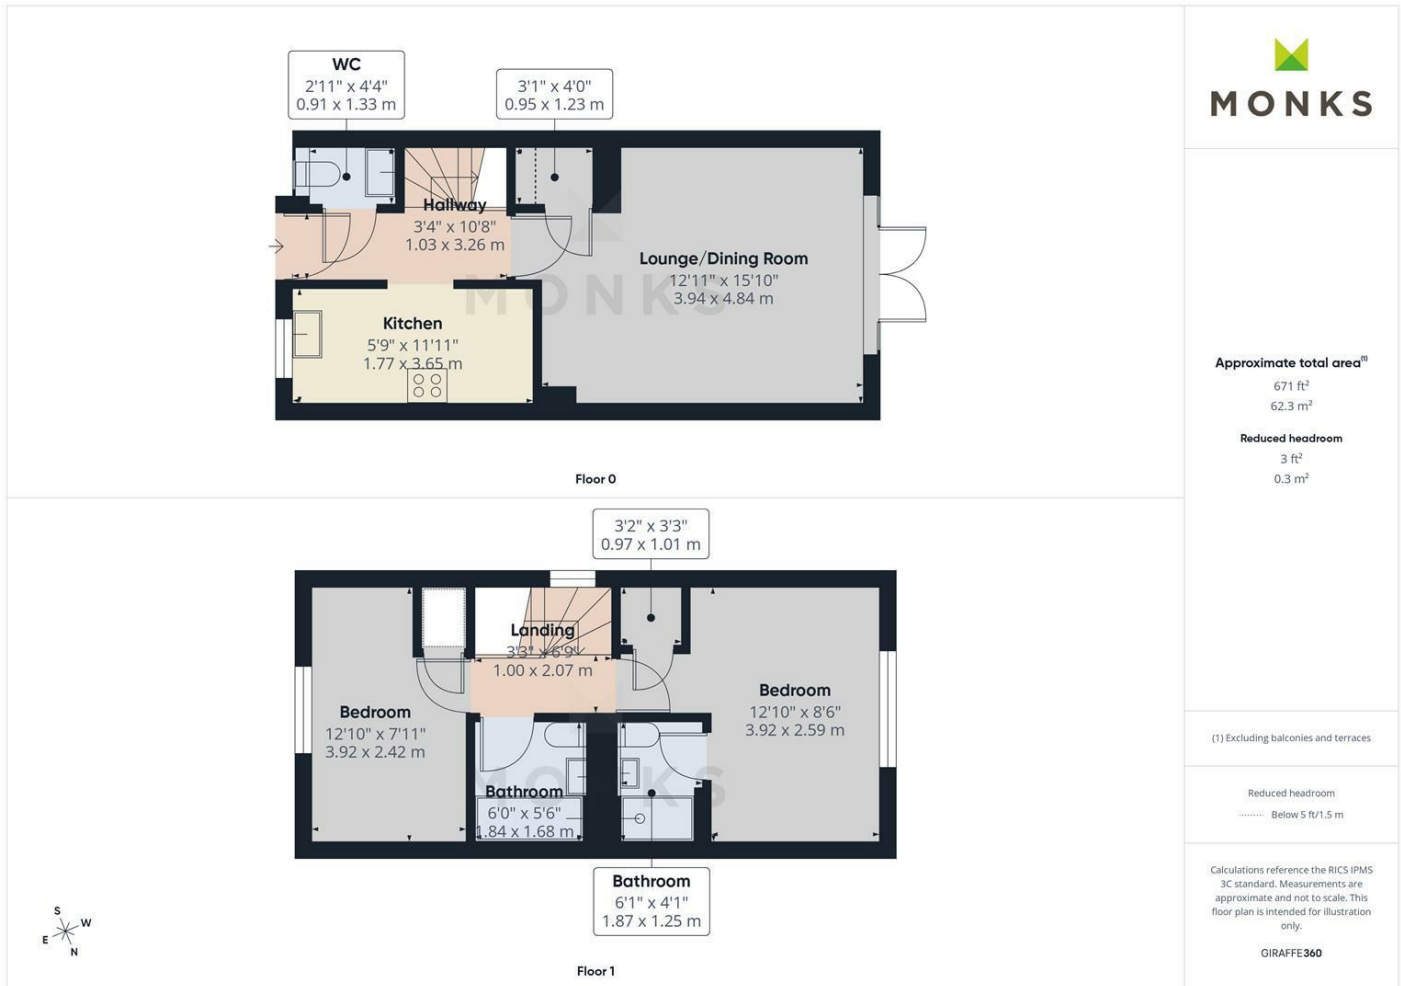 WC
2'11" x 4'4"
0.91 x 1.33 m
3'1" x 4'0"
0.95 x 1.23 m
Hallway
3'4" x 10'8"
1.03 x 3.26 m
Lounge/Dining Room
12'11" x 15'10"
3.94 x 4.84 m
MONKS
Kitchen
5'9" x 11'11"
1.77 x 3.65 m
Floor 0
3'2" x 3'3"
0.97 x 1.01 m
Landing
3'3" x 6'9"
1.00 x 2.07 m
Bedroom
12'10" x 7'11"
3.92 x 2.42 m
Bedroom
12'10" x 8'6"
3.92 x 2.59 m
MONKS
Bathroom
6'0" x 5'6"
1.84 x 1.68 m
Bathroom
6'1" x 4'1"
1.87 x 1.25 m
S
W
E
N
Floor 1
MONKS
Approximate total area(1)
671 ft²
62.3 m²
Reduced headroom
3 ft²
0.3 m²
(1) Excluding balconies and terraces
Reduced headroom
Below 5 ft/1.5 m
Calculations reference the RICS IPMS
3C standard. Measurements are
approximate and not to scale. This
floor plan is intended for illustration
only.
GIRAFFE360